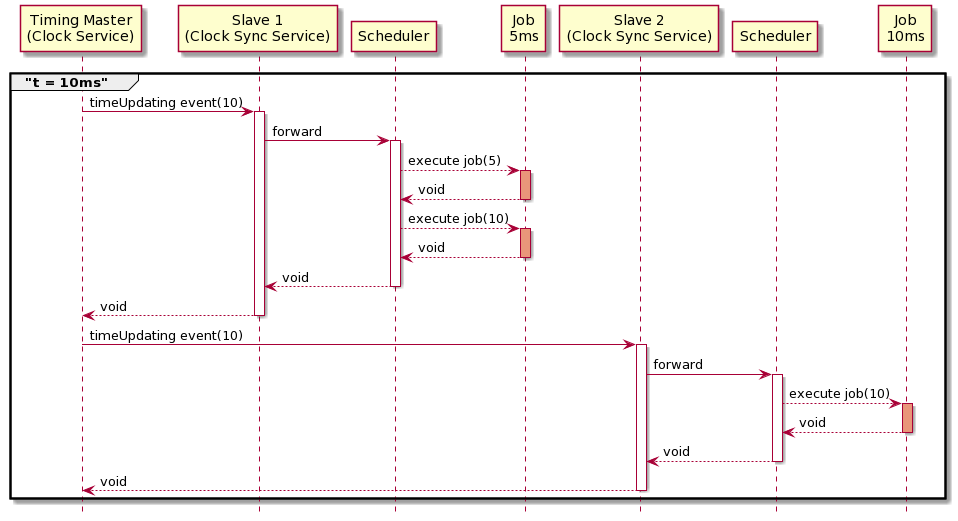 Timing Master
(Clock Service)
Slave 1
(Clock Sync Service)
Scheduler
Job
5ms
Slave 2
(Clock Sync Service)
Scheduler
Job
10ms
"t = 10ms"
timeUpdating event(10)
forward
execute job(5)
void
execute job(10)
void
void
void
timeUpdating event(10)
forward
execute job(10)
void
void
void